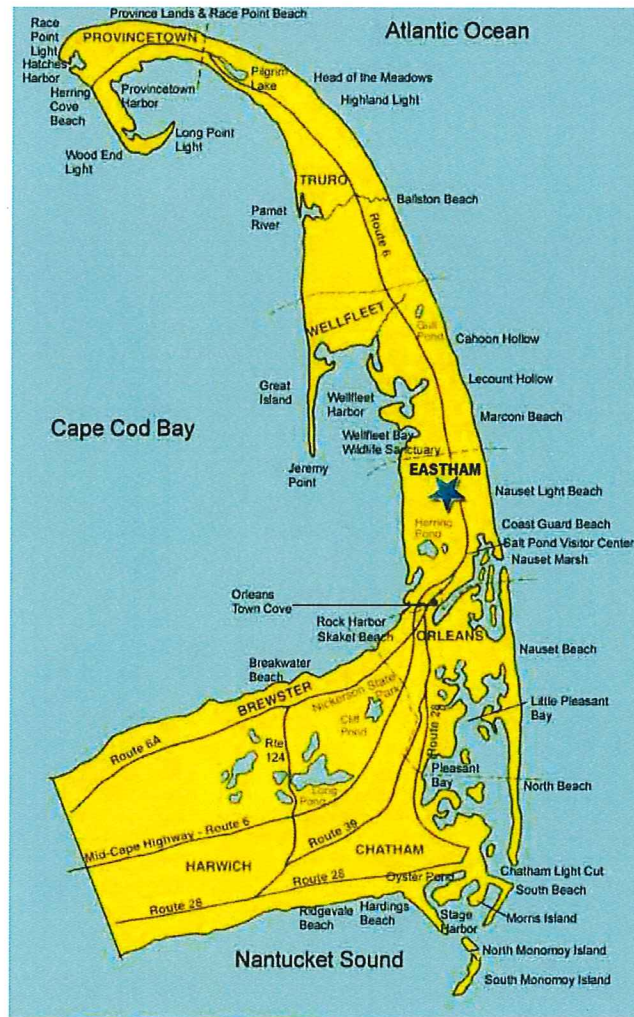 Province Lands & Race Point Beach
Atlantic Ocean
Race
Point
Light
PROVINCETOWN
Hatches
Harbor
Pilgrim
Lake
Head of the Meadows
Herring
Cove
Beach
Provincetown
Harbor
Highland Light
Long Point
Light
Wood End
Light
TRURO
Ballston Beach
Pamet
River
Route 6
WELLFLEET
Gull
Pond
Cahoon Hollow
Great
Island
Wellfleet
Harbor
Lecount Hollow
Marconi Beach
Cape Cod Bay
Wellfleet Bay
Wildlife Sanctuary
Jeremy
Point
EASTHAM
Nauset Light Beach
Herring
Pond
Coast Guard Beach
Salt Pond Visitor Center
Nauset Marsh
Orleans
Town Cove
Rock Harbor
Skaket Beach
ORLEANS
Nauset Beach
Breakwater
Beach
BREWSTER
Nickerson State
Park
Cliff
Pond
Route 28
Little Pleasant
Bay
Route 6A
Rte
124
Long
Pond
Pleasant
Bay
North Beach
Mid-Cape Highway - Route 6
Route 39
HARWICH
CHATHAM
Chatham Light Cut
Oyster Pond
South Beach
Route 28
Ridgevale
Beach
Hardings
Beach
Stage
Harbor
Morris Island
Nantucket Sound
North Monomoy Island
South Monomoy Island